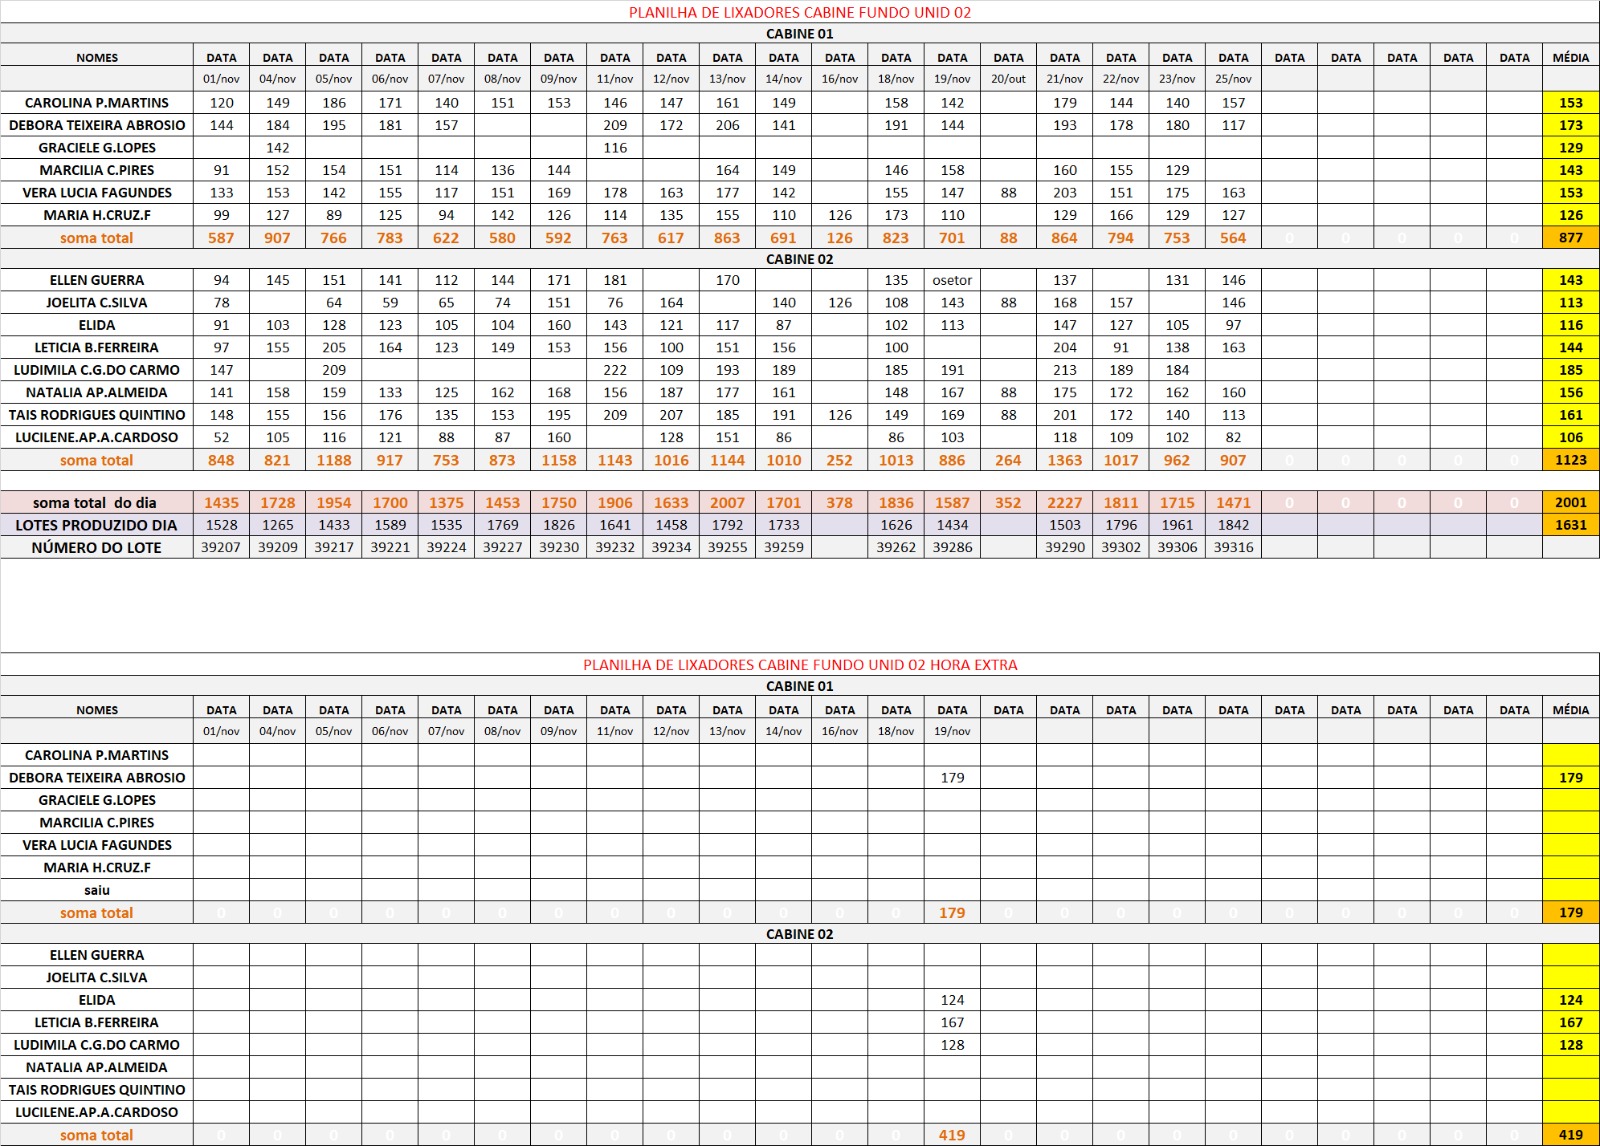 PLANILHA DE LIXADORES CABINE FUNDO UNID 02
CABINE 01
NOMES DATA DATA DATA DATA DATA DATA DATA DATA DATA DATA DATA DATA DATA DATA DATA DATA DATA DATA DATA DATA DATA DATA DATA DATA MÉDIA
01/nov 04/nov 05/nov 06/nov 07/nov 08/nov 09/nov 11/nov 12/nov 13/nov 14/nov 16/nov 18/nov 19/nov 20/out 21/nov 22/nov 23/nov 25/nov
CAROLINA P.MARTINS 120 149 186 171 140 151 153 146 147 161 149 158 142 179 144 140 157 153
DEBORA TEIXEIRA ABROSIO 144 184 195 181 157 209 172 206 141 191 144 193 178 180 117 173
GRACIELE G.LOPES 142 116 129
MARCILIA C.PIRES 91 152 154 151 114 136 144 164 149 146 158 160 155 129 143
VERA LUCIA FAGUNDES 133 153 142 155 117 151 169 178 163 177 142 155 147 88 203 151 175 163 153
MARIA H.CRUZ.F 99 127 89 125 94 142 126 114 135 155 110 126 173 110 129 166 129 127 126
soma total 587 907 766 783 622 580 592 763 617 863 691 126 823 701 88 864 794 753 564 0 0 0 0 0 877
CABINE 02
ELLEN GUERRA 94 145 151 141 112 144 171 181 170 135 osetor 137 131 146 143
JOELITA C.SILVA 78 64 59 65 74 151 76 164 140 126 108 143 88 168 157 146 113
ELIDA 91 103 128 123 105 104 160 143 121 117 87 102 113 147 127 105 97 116
LETICIA B.FERREIRA 97 155 205 164 123 149 153 156 100 151 156 100 204 91 138 163 144
LUDIMILA C.G.DO CARMO 147 209 222 109 193 189 185 191 213 189 184 185
NATALIA AP.ALMEIDA 141 158 159 133 125 162 168 156 187 177 161 148 167 88 175 172 162 160 156
TAIS RODRIGUES QUINTINO 148 155 156 176 135 153 195 209 207 185 191 126 149 169 88 201 172 140 113 161
LUCILENE.AP.A.CARDOSO 52 105 116 121 88 87 160 128 151 86 86 103 118 109 102 82 106
soma total 848 821 1188 917 753 873 1158 1143 1016 1144 1010 252 1013 886 264 1363 1017 962 907 0 0 0 0 0 1123
soma total do dia 1435 1728 1954 1700 1375 1453 1750 1906 1633 2007 1701 378 1836 1587 352 2227 1811 1715 1471 0 0 0 0 0 2001
LOTES PRODUZIDO DIA 1528 1265 1433 1589 1535 1769 1826 1641 1458 1792 1733 1626 1434 1503 1796 1961 1842 1631
NÚMERO DO LOTE 39207 39209 39217 39221 39224 39227 39230 39232 39234 39255 39259 39262 39286 39290 39302 39306 39316
PLANILHA DE LIXADORES CABINE FUNDO UNID 02 HORA EXTRA
CABINE 01
NOMES DATA DATA DATA DATA DATA DATA DATA DATA DATA DATA DATA DATA DATA DATA DATA DATA DATA DATA DATA DATA DATA DATA DATA DATA MÉDIA
01/nov 04/nov 05/nov 06/nov 07/nov 08/nov 09/nov 11/nov 12/nov 13/nov 14/nov 16/nov 18/nov 19/nov
CAROLINA P.MARTINS
DEBORA TEIXEIRA ABROSIO 179 179
GRACIELE G.LOPES
MARCILIA C.PIRES
VERA LUCIA FAGUNDES
MARIA H.CRUZ.F
saiu
soma total 0 0 0 0 0 0 0 0 0 0 0 0 0 179 0 0 0 0 0 0 0 0 0 0 179
CABINE 02
ELLEN GUERRA
JOELITA C.SILVA
ELIDA 124 124
LETICIA B.FERREIRA 167 167
LUDIMILA C.G.DO CARMO 128 128
NATALIA AP.ALMEIDA
TAIS RODRIGUES QUINTINO
LUCILENE.AP.A.CARDOSO
soma total 0 0 0 0 0 0 0 0 0 0 0 0 0 419 0 0 0 0 0 0 0 0 0 0 419